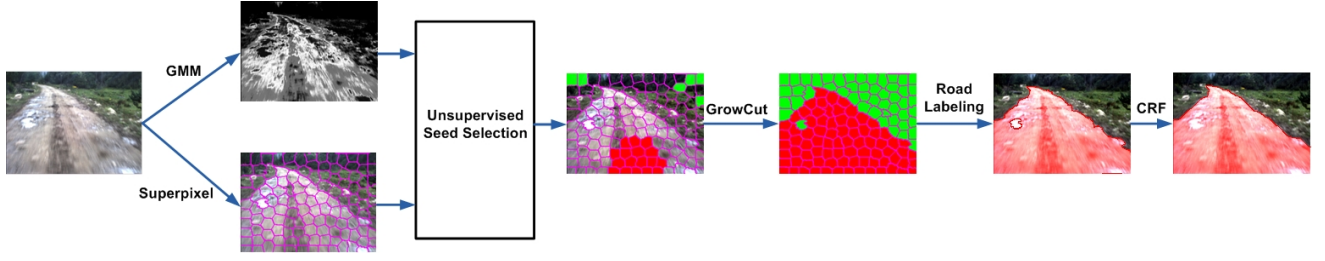 GMM
Superpixel
Unsupervised
Seed Selection
GrowCut
Road
Labeling
CRF